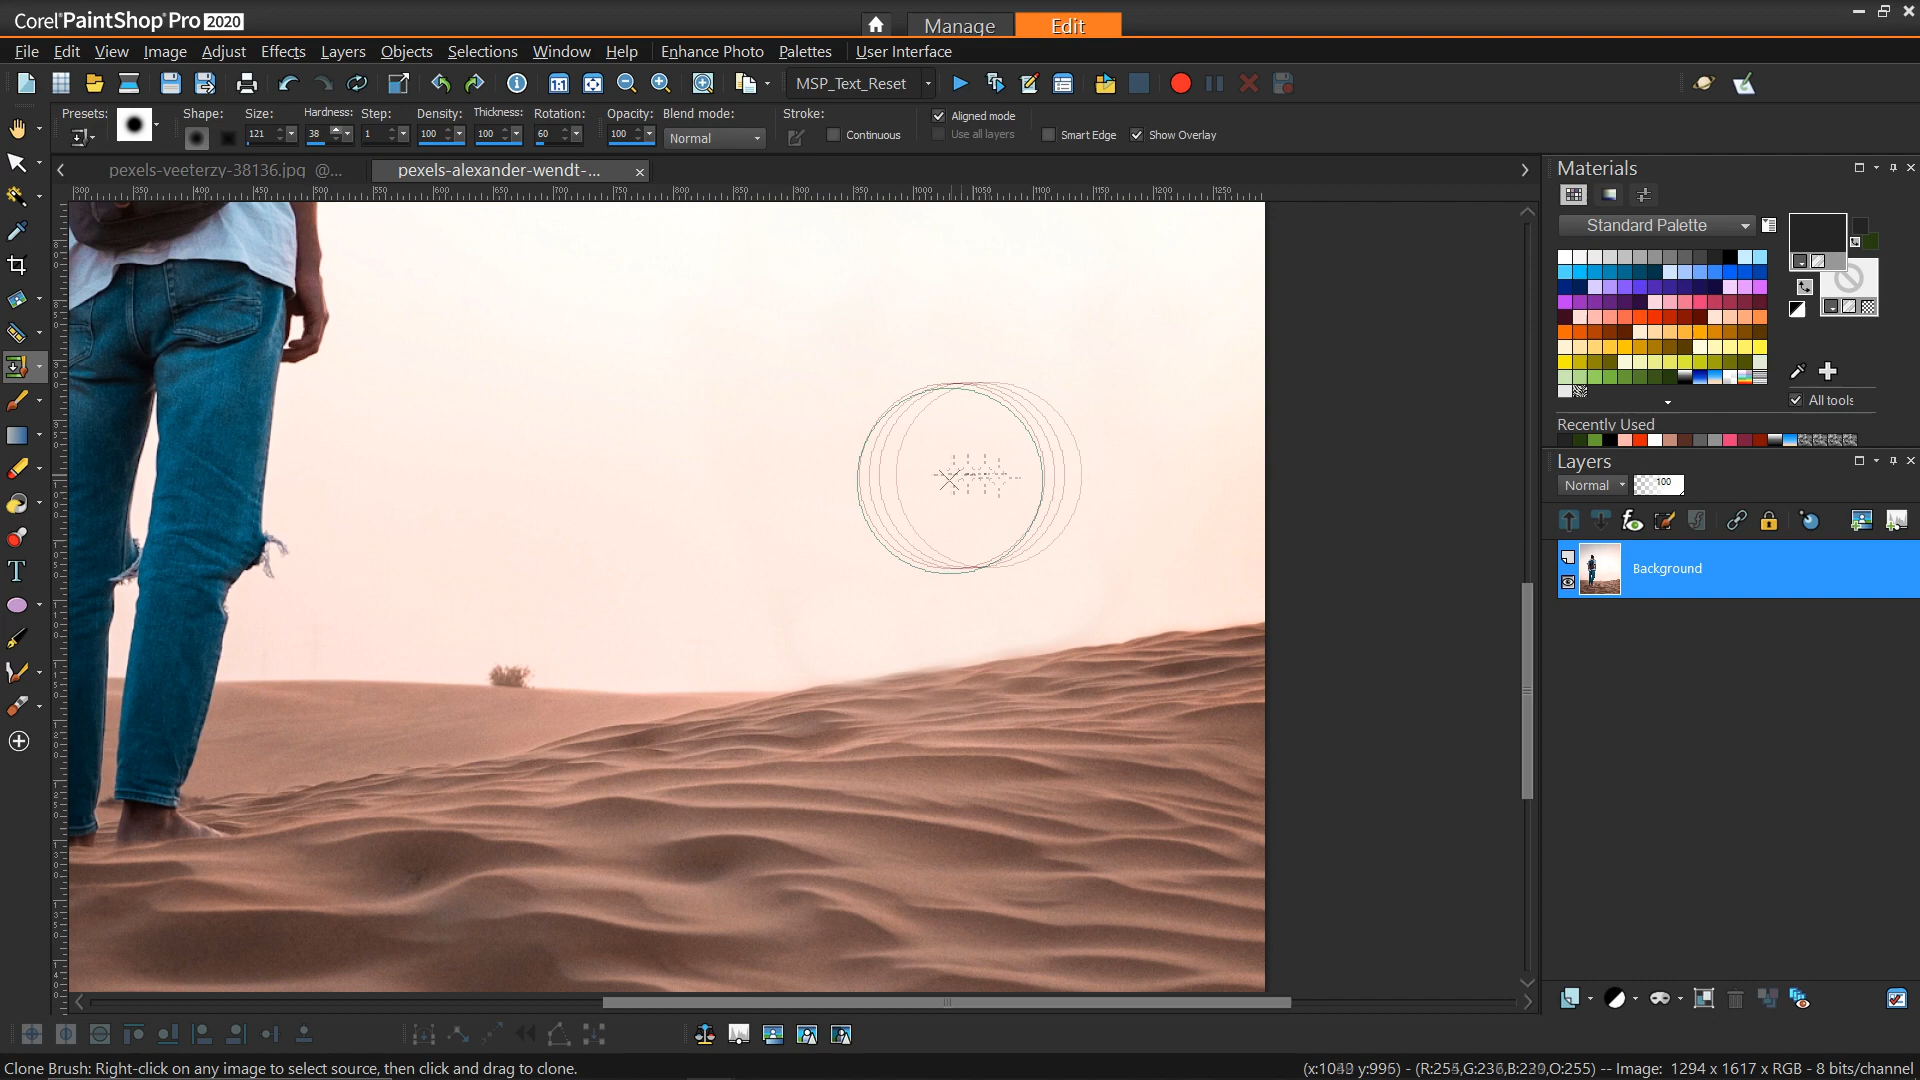 Corel PaintShop Pro 2020
Manage Edit
File Edit View Image Adjust Effects Layers Objects Selections Window Help Enhance Photo Palettes User Interface
MSP_Text_Reset
Presets: Shape: Size: Hardness: Step: Density: Thickness: Rotation: Opacity: Blend mode: Stroke: Aligned mode
121 38 1 100 100 60 100 Normal Continuous Use all layers Smart Edge Show Overlay
pexels-veeterzy-38136.jpg @... pexels-alexander-wendt-...
Materials
Standard Palette
All tools
Recently Used
Layers
Normal 100
Background
Clone Brush: Right-click on any image to select source, then click and drag to clone.
-- Image: 1294 x 1617 x RGB - 8 bits/channel